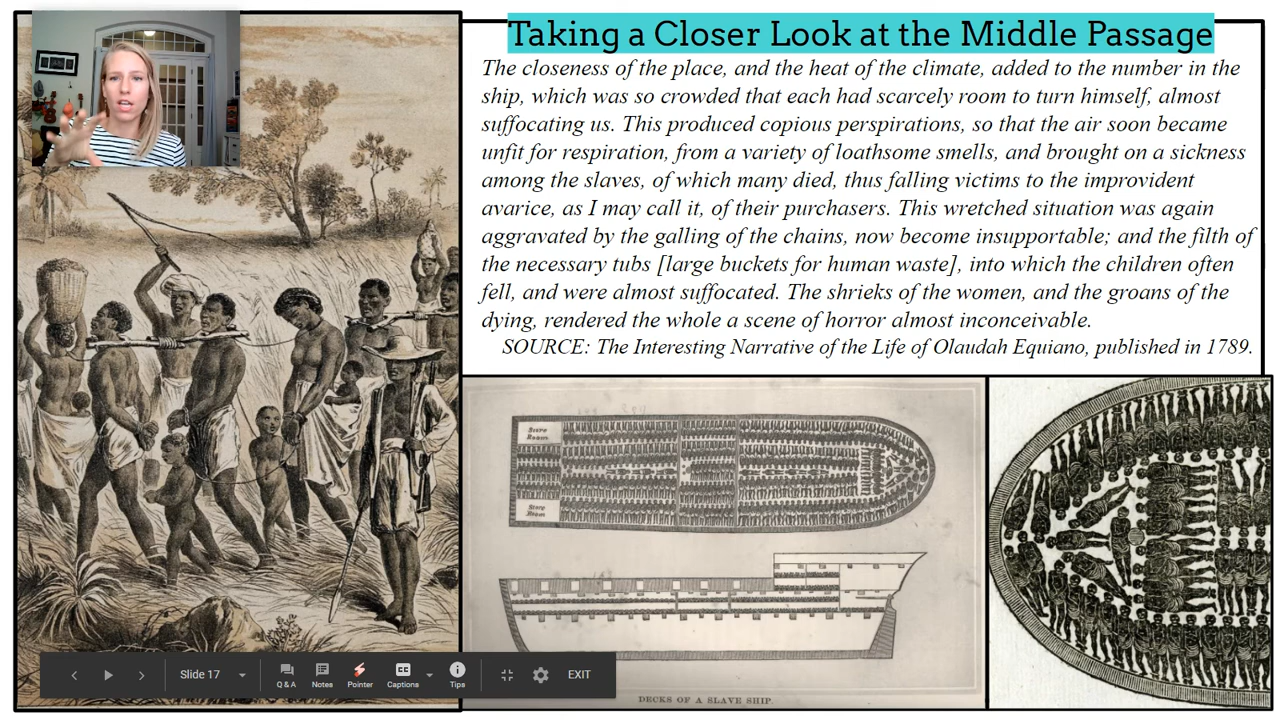 Taking a Closer Look at the Middle Passage
The closeness of the place, and the heat of the climate, added to the number in the
ship, which was so crowded that each had scarcely room to turn himself, almost
suffocating us. This produced copious perspirations, so that the air soon became
unfit for respiration, from a variety of loathsome smells, and brought on a sickness
among the slaves, of which many died, thus falling victims to the improvident
avarice, as I may call it, of their purchasers. This wretched situation was again
aggravated by the galling of the chains, now become insupportable; and the filth of
the necessary tubs [large buckets for human waste], into which the children often
fell, and were almost suffocated. The shrieks of the women, and the groans of the
dying, rendered the whole a scene of horror almost inconceivable.
SOURCE: The Interesting Narrative of the Life of Olaudah Equiano, published in 1789.
Store
Room
Store
Room
DECKS OF A SLAVE SHIP.
Slide 17
Q & A
Notes
Pointer
CC
Captions
Tips
EXIT